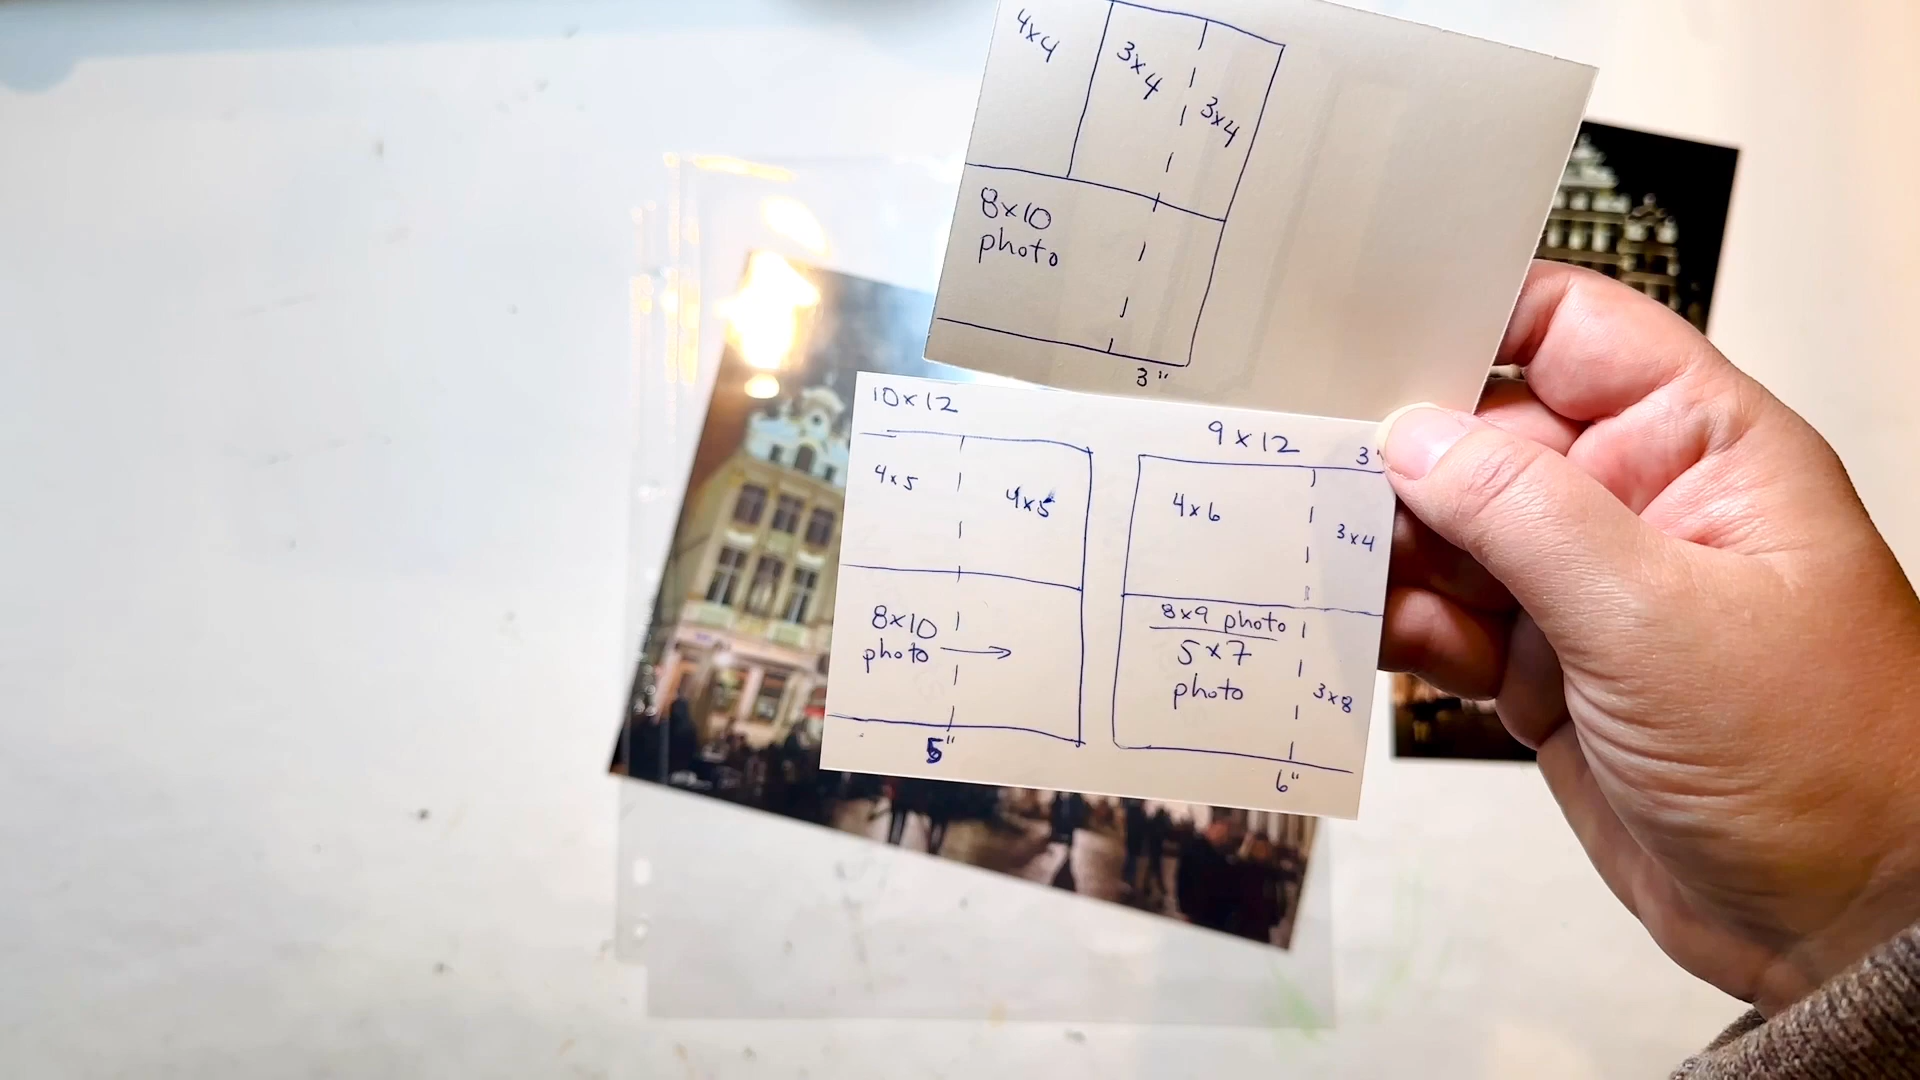 4x4
3x4
3x4
8x10
photo
3"
10x12
4x5
4x5
8x10
photo
5"
9x12
3"
4x6
3x4
8x9 photo
5x7
photo
3x8
6"